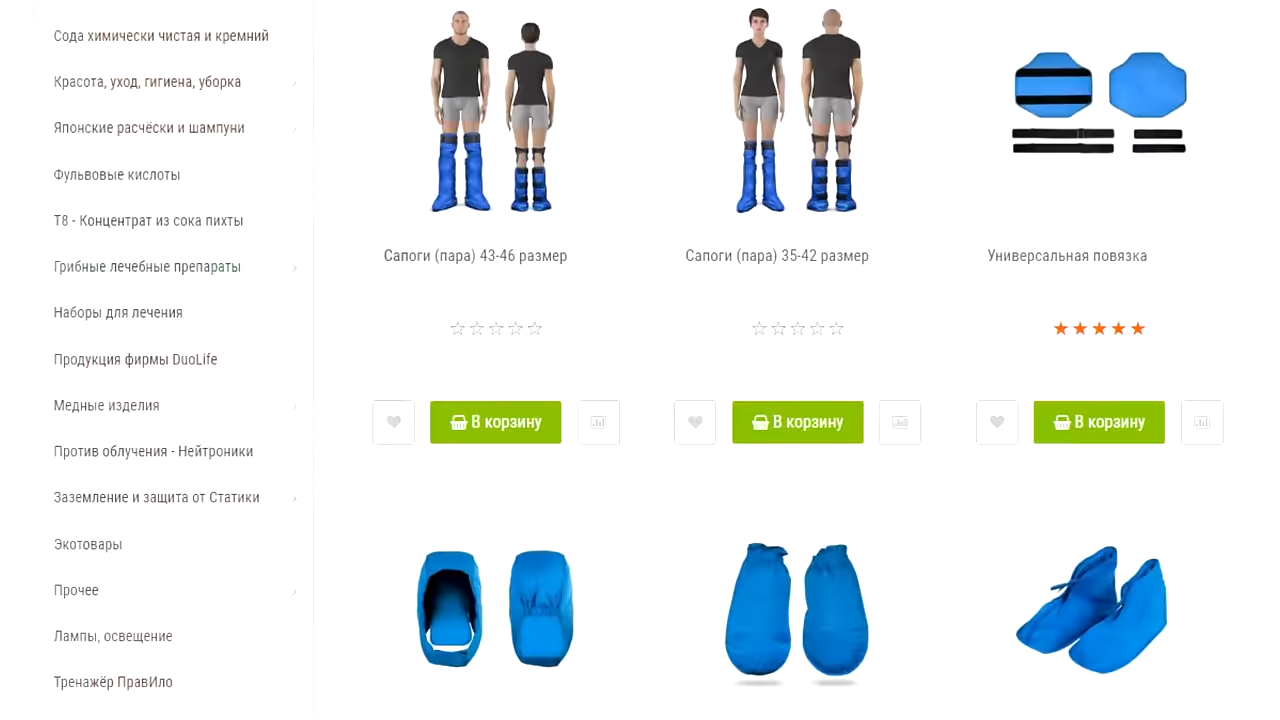 Сода химически чистая и кремний
Красота, уход, гигиена, уборка
Японские расчёски и шампуни
Фульвовые кислоты
Т8 - Концентрат из сока пихты
Грибные лечебные препараты
Наборы для лечения
Продукция фирмы DuoLife
Медные изделия
Против облучения - Нейтроники
Заземление и защита от Статики
Экотовары
Прочее
Лампы, освещение
Тренажёр ПравИло
Сапоги (пара) 43-46 размер
Сапоги (пара) 35-42 размер
Универсальная повязка
В корзину
В корзину
В корзину